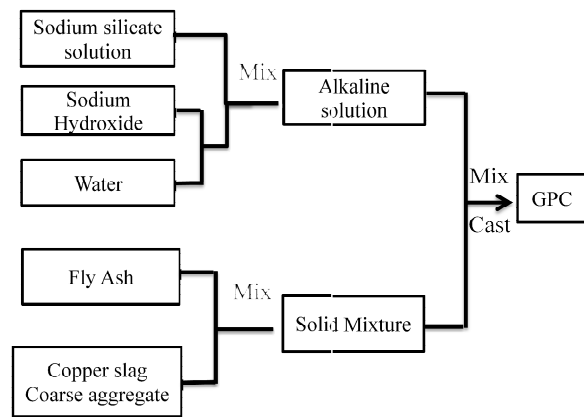 Sodium silicate
solution
Mix
Alkaline
solution
Sodium
Hydroxide
Water
Mix
Cast
GPC
Fly Ash
Mix
Solid Mixture
Copper slag
Coarse aggregate